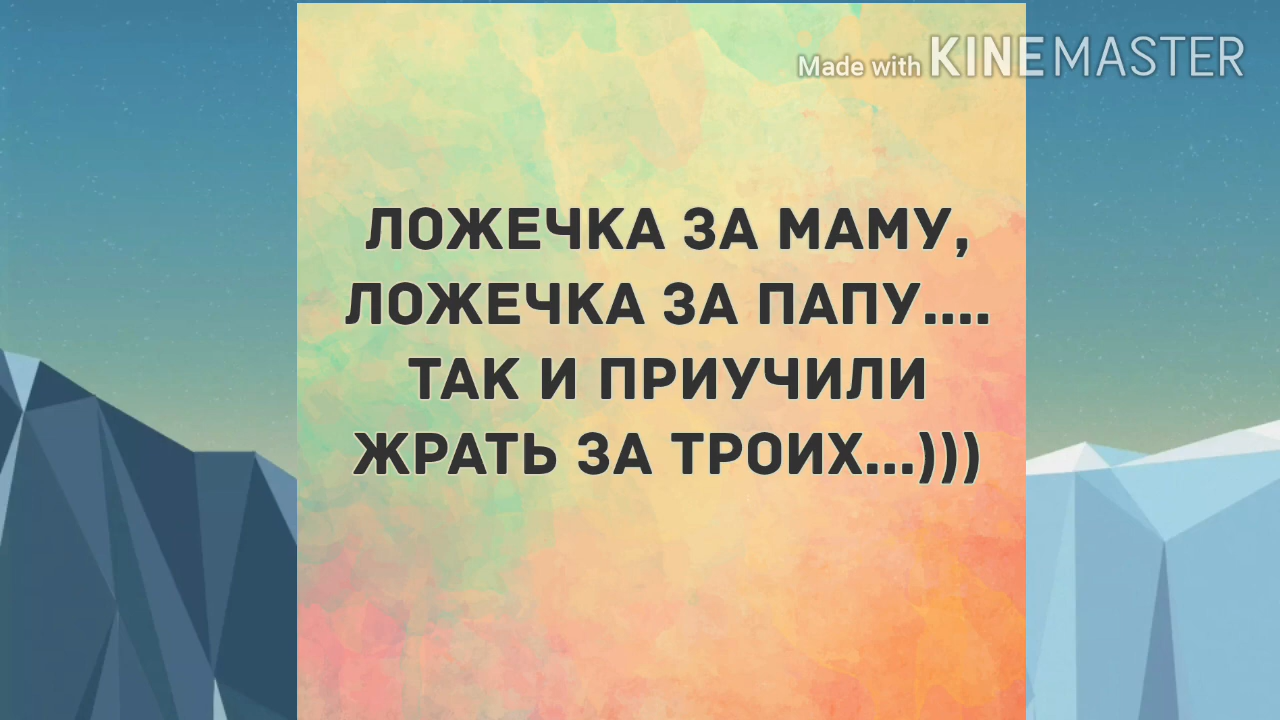 Made with KINEMASTER
ЛОЖЕЧКА ЗА МАМУ,
ЛОЖЕЧКА ЗА ПАПУ....
ТАК И ПРИУЧИЛИ
ЖРАТЬ ЗА ТРОИХ...)))